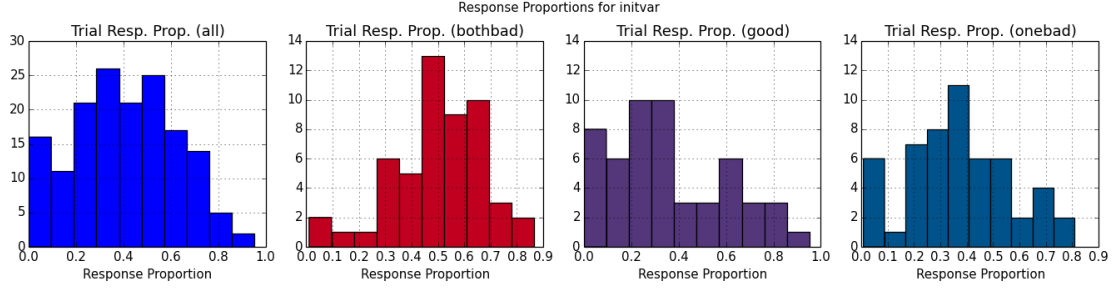 Response Proportions for initvar
Trial Resp. Prop. (all)
30
25
20
15
10
5
0
0.0 0.2 0.4 0.6 0.8 1.0
Response Proportion
Trial Resp. Prop. (bothbad)
14
12
10
8
6
4
2
0
0.0 0.1 0.2 0.3 0.4 0.5 0.6 0.7 0.8 0.9
Response Proportion
Trial Resp. Prop. (good)
14
12
10
8
6
4
2
0
0.0 0.2 0.4 0.6 0.8 1.0
Response Proportion
Trial Resp. Prop. (onebad)
14
12
10
8
6
4
2
0
0.0 0.1 0.2 0.3 0.4 0.5 0.6 0.7 0.8 0.9
Response Proportion